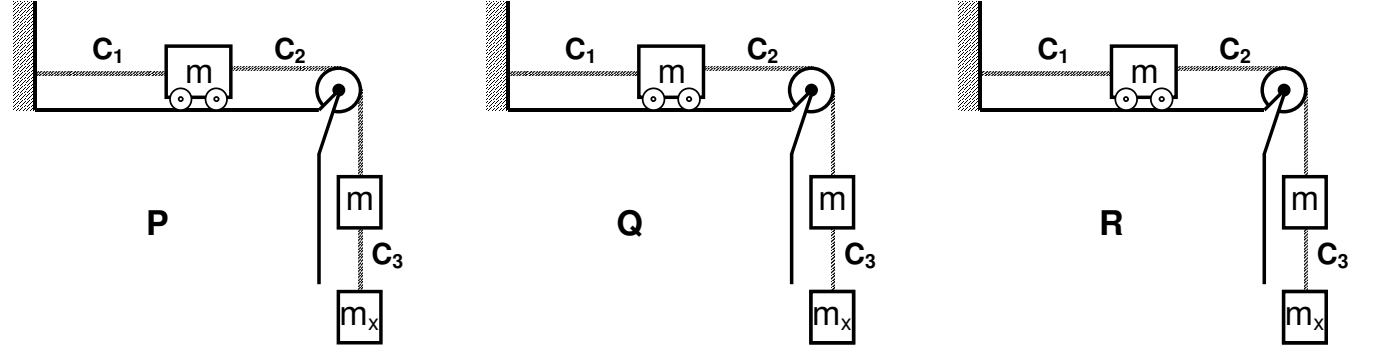 C₁ m C₂ C₁ m C₂ C₁ m C₂
m m m
P Q R
C₃ C₃ C₃
mₓ mₓ mₓ